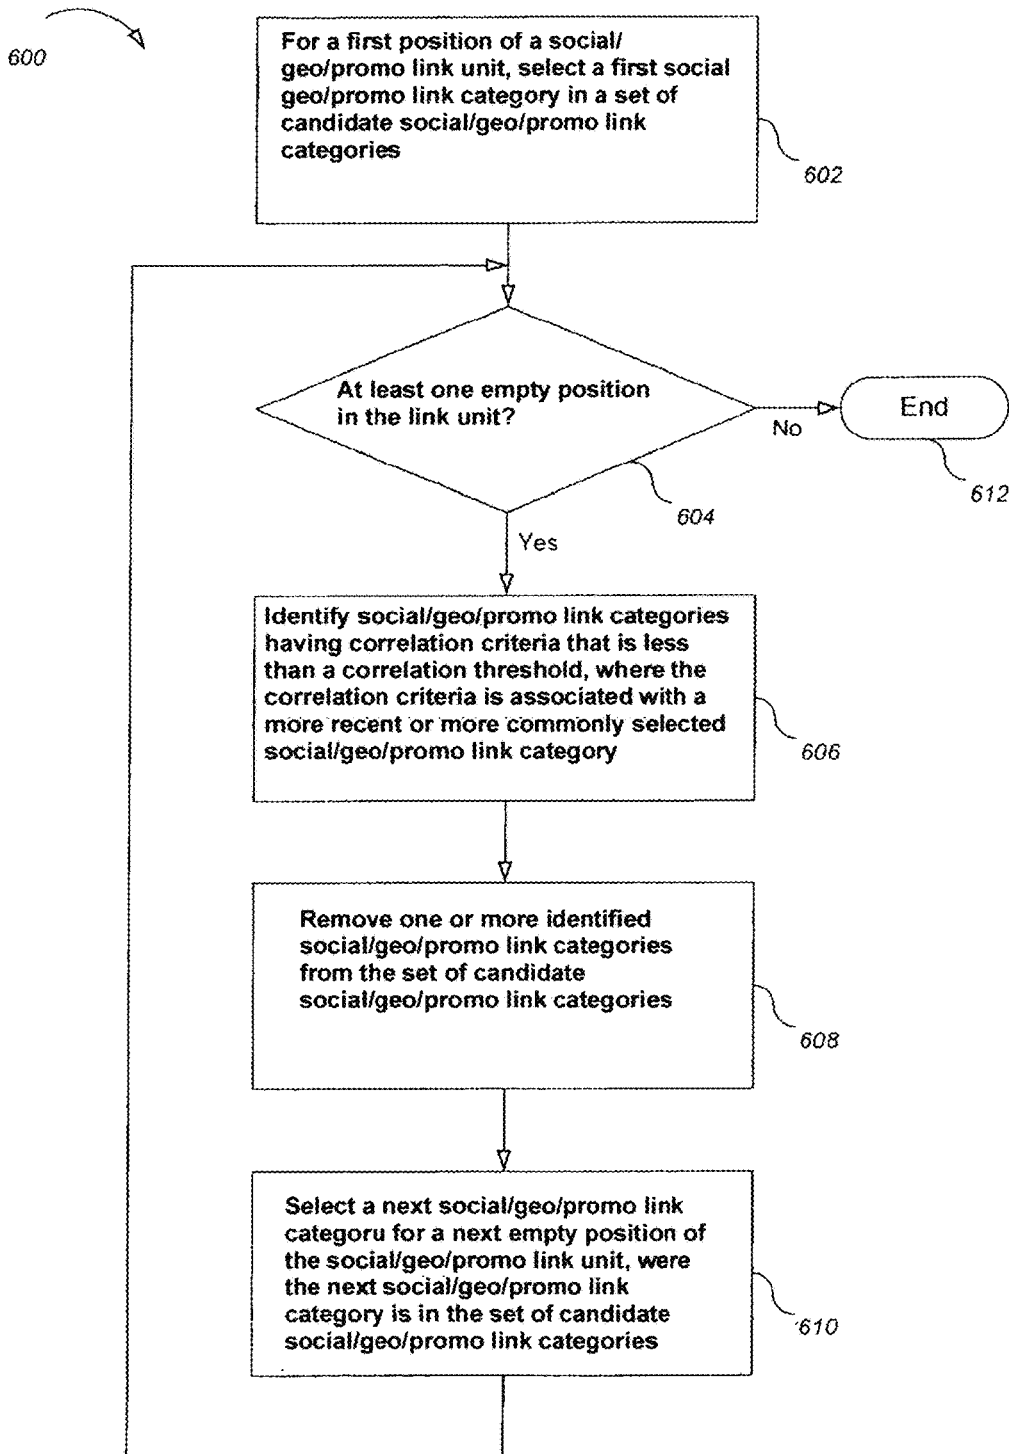 600
For a first position of a social/
geo/promo link unit, select a first social
geo/promo link category in a set of
candidate social/geo/promo link
categories
602
At least one empty position
in the link unit?
No
End
612
604
Yes
Identify social/geo/promo link categories
having correlation criteria that is less
than a correlation threshold, where the
correlation criteria is associated with a
more recent or more commonly selected
social/geo/promo link category
606
Remove one or more identified
social/geo/promo link categories
from the set of candidate
social/geo/promo link categories
608
Select a next social/geo/promo link
categoru for a next empty position of
the social/geo/promo link unit, were
the next social/geo/promo link
category is in the set of candidate
social/geo/promo link categories
610